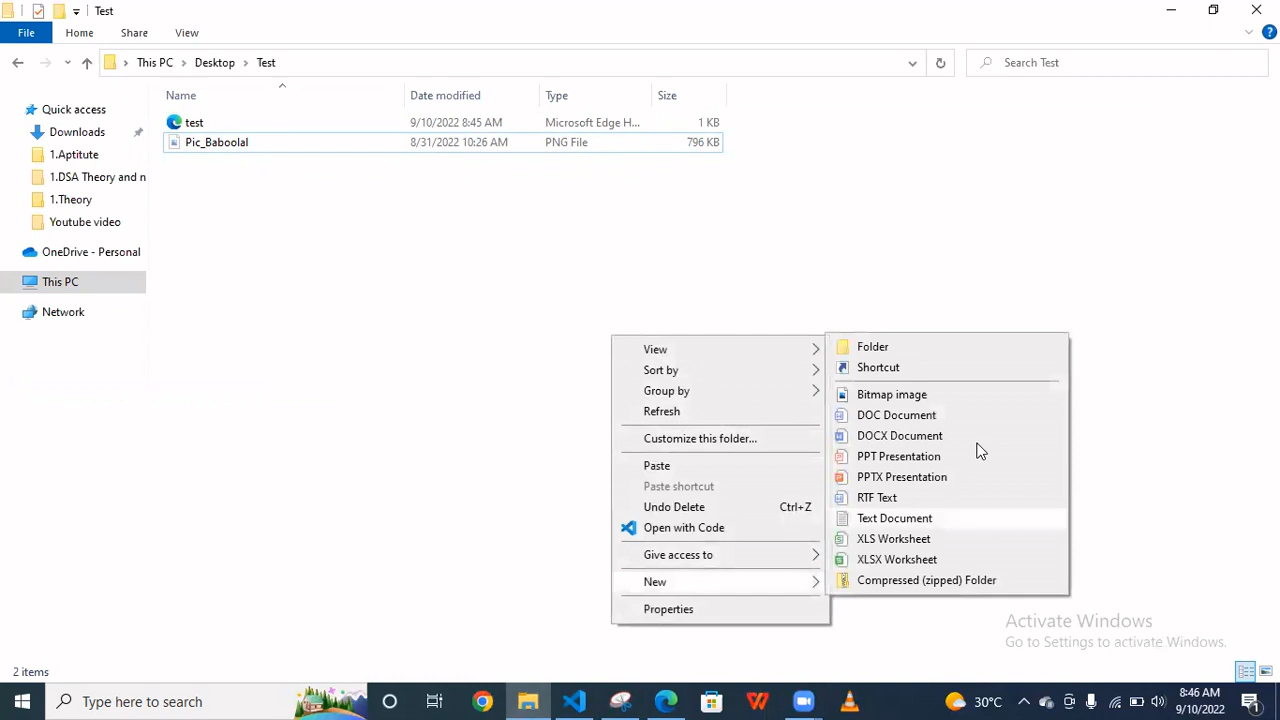 Test
File
Home
Share
View
This PC
Desktop
Test
Search Test
Name
Date modified
Type
Size
Quick access
Downloads
1.Aptitute
1.DSA Theory and n
1.Theory
Youtube video
OneDrive - Personal
This PC
Network
test
9/10/2022 8:45 AM
Microsoft Edge H...
1 KB
Pic_Baboolal
8/31/2022 10:26 AM
PNG File
796 KB
View
Sort by
Group by
Refresh
Customize this folder...
Paste
Paste shortcut
Undo Delete
Ctrl+Z
Open with Code
Give access to
New
Properties
Folder
Shortcut
Bitmap image
DOC Document
DOCX Document
PPT Presentation
PPTX Presentation
RTF Text
Text Document
XLS Worksheet
XLSX Worksheet
Compressed (zipped) Folder
Activate Windows
Go to Settings to activate Windows.
2 items
Type here to search
30°C
8:46 AM
9/10/2022
1